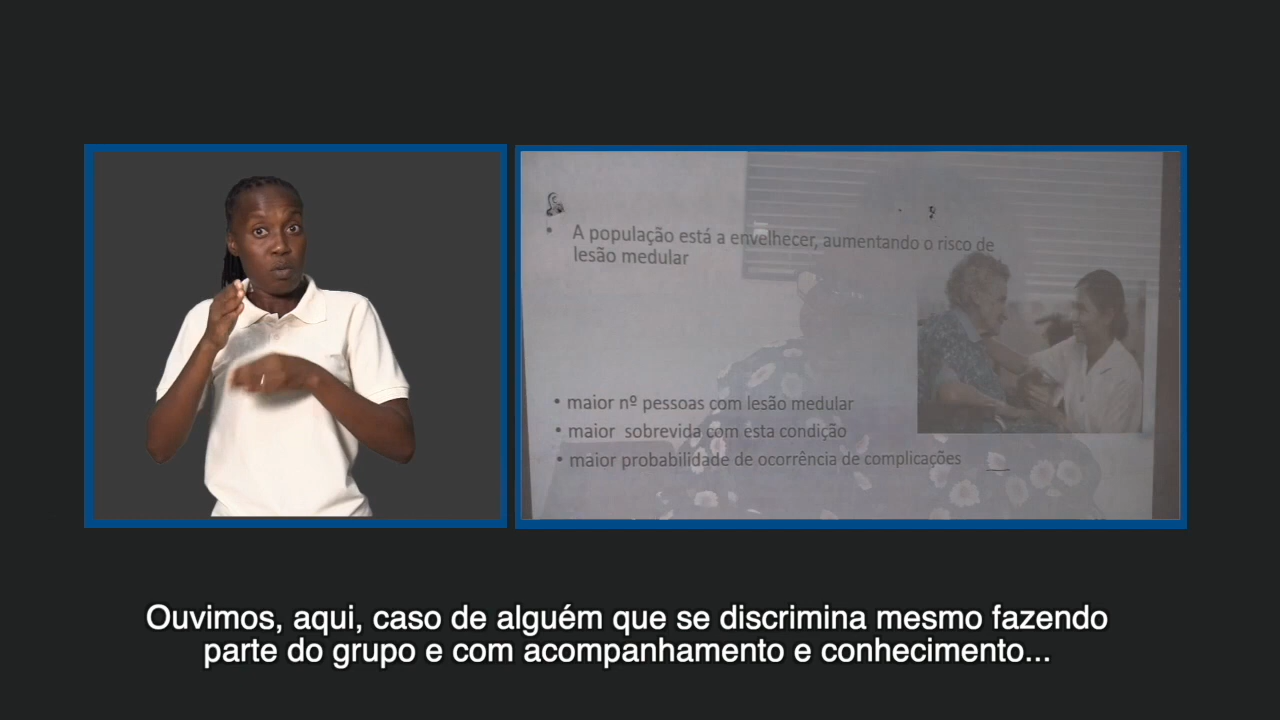 A população está a envelhecer, aumentando o risco de
lesão medular
maior nº pessoas com lesão medular
maior sobrevida com esta condição
maior probabilidade de ocorrência de complicações
Ouvimos, aqui, caso de alguém que se discrimina mesmo fazendo
parte do grupo e com acompanhamento e conhecimento...